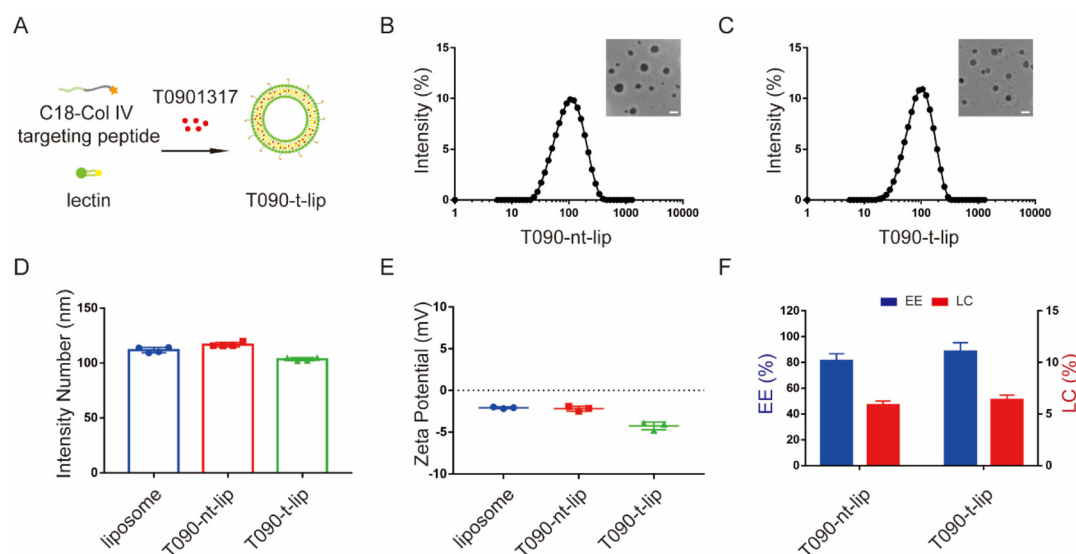 A
C18-Col IV
targeting peptide
lectin
T0901317
T090-t-lip
B
Intensity (%)
15
10
5
0
1
10
100
1000
10000
T090-nt-lip
C
Intensity (%)
15
10
5
0
1
10
100
1000
10000
T090-t-lip
D
Intensity Number (nm)
150
100
50
0
liposome
T090-nt-lip
T090-t-lip
E
Zeta Potential (mV)
10
5
0
-5
-10
liposome
T090-nt-lip
T090-t-lip
F
EE
LC
EE (%)
120
100
80
60
40
20
0
LC (%)
15
10
5
0
T090-nt-lip
T090-t-lip